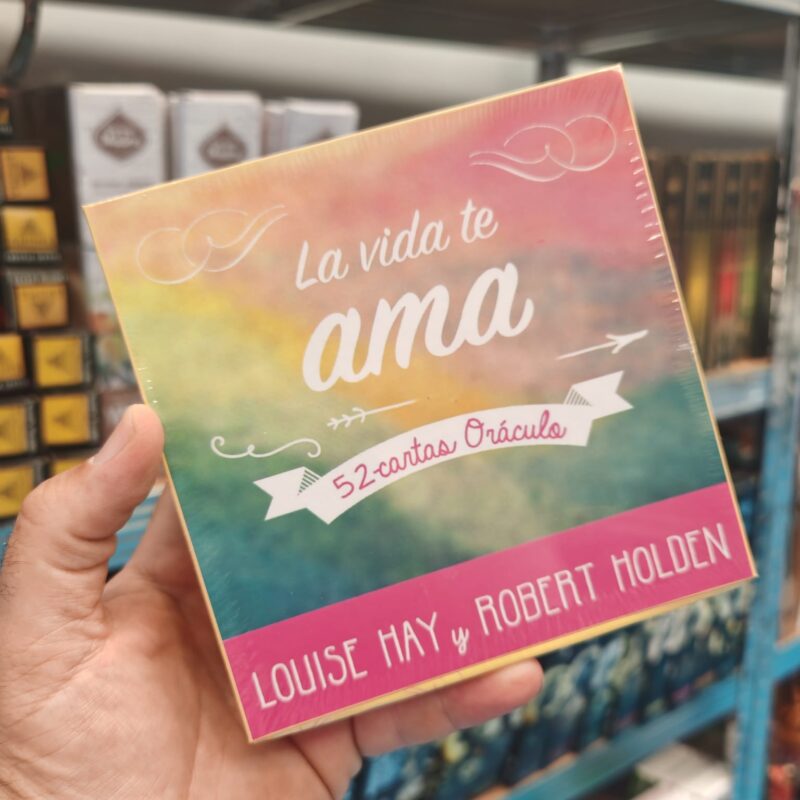 La vida te
ama
52-cartas Oráculo
LOUISE HAY y ROBERT HOLDEN